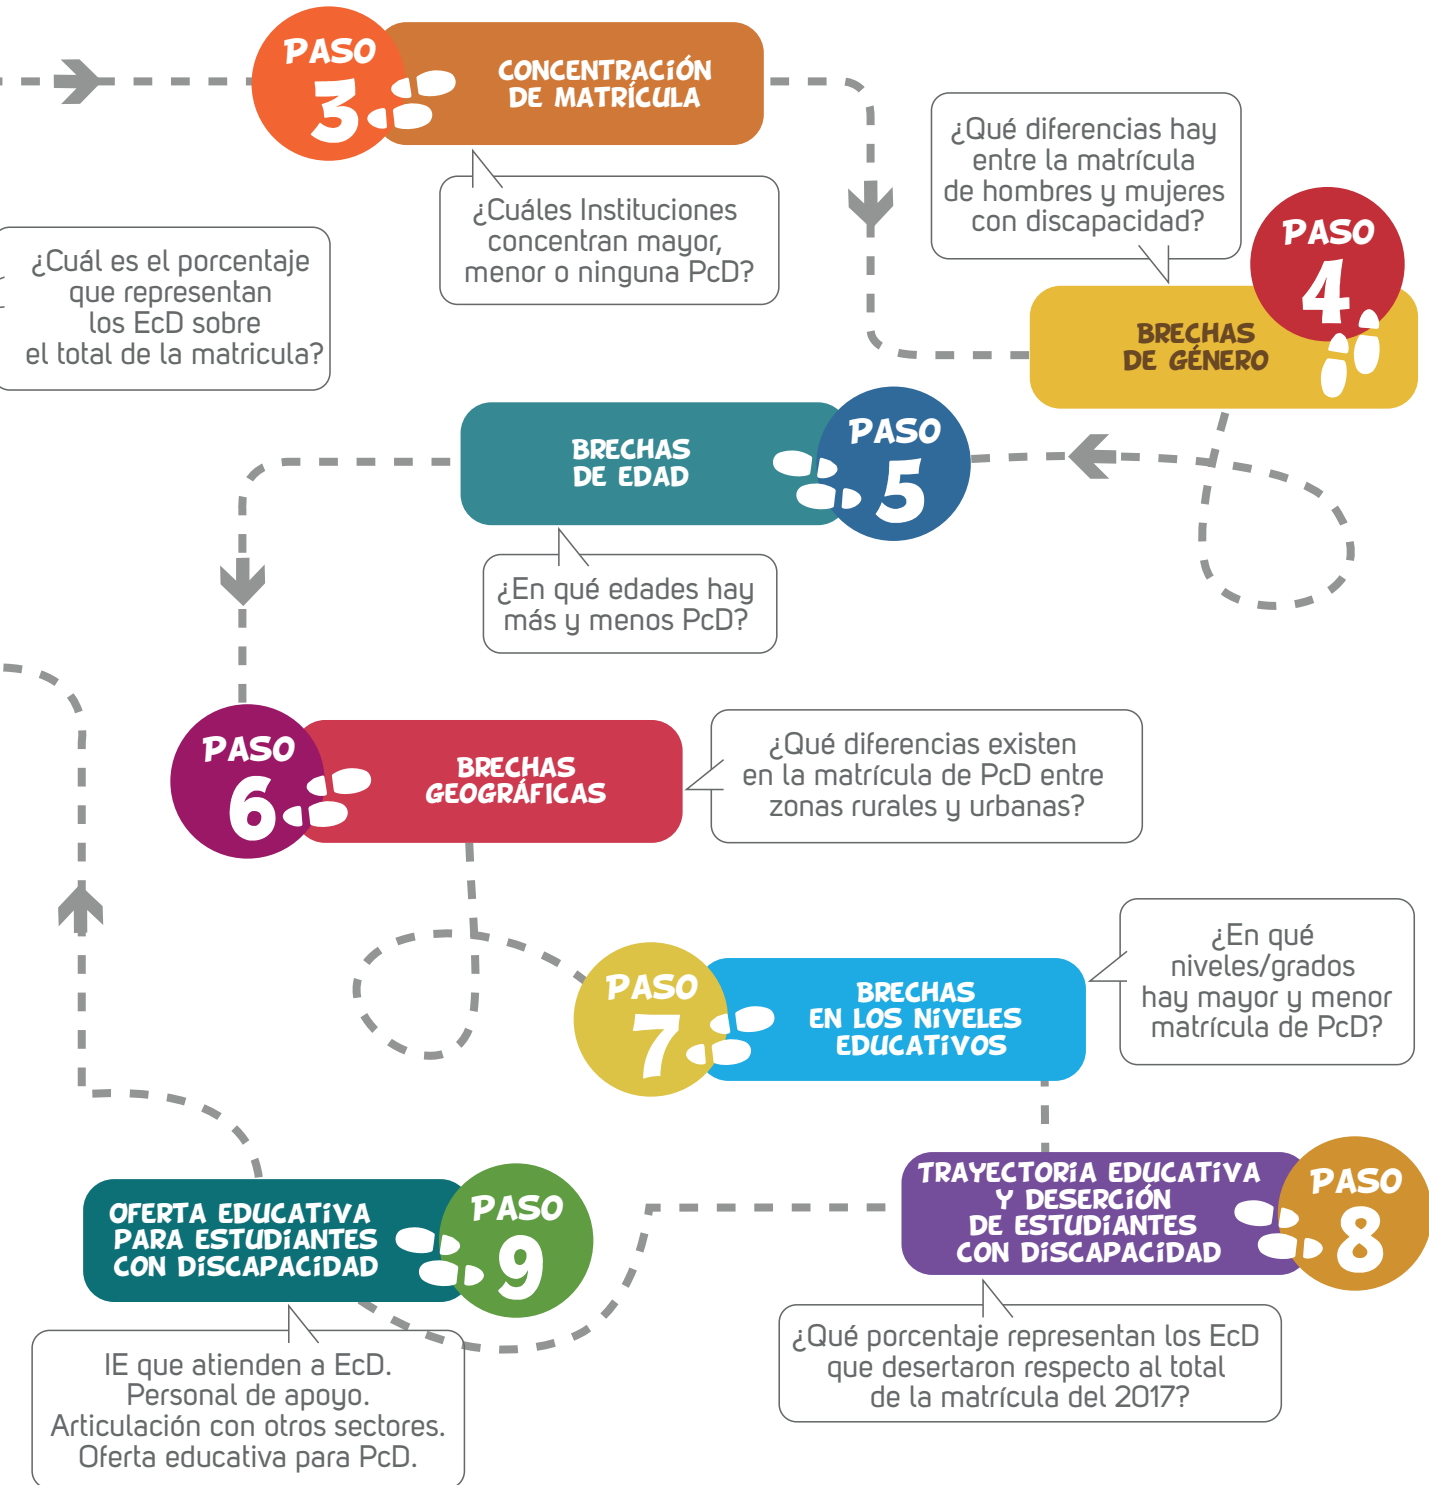 PASO
3
CONCENTRACIÓN
DE MATRÍCULA
¿Cuáles Instituciones
concentran mayor,
menor o ninguna PcD?
¿Cuál es el porcentaje
que representan
los EcD sobre
el total de la matricula?
¿Qué diferencias hay
entre la matrícula
de hombres y mujeres
con discapacidad?
PASO
4
BRECHAS
DE GÉNERO
BRECHAS
DE EDAD
PASO
5
¿En qué edades hay
más y menos PcD?
PASO
6
BRECHAS
GEOGRÁFICAS
¿Qué diferencias existen
en la matrícula de PcD entre
zonas rurales y urbanas?
PASO
7
BRECHAS
EN LOS NIVELES
EDUCATIVOS
¿En qué
niveles/grados
hay mayor y menor
matrícula de PcD?
TRAYECTORIA EDUCATIVA
Y DESERCIÓN
DE ESTUDIANTES
CON DISCAPACIDAD
PASO
8
¿Qué porcentaje representan los EcD
que desertaron respecto al total
de la matrícula del 2017?
OFERTA EDUCATIVA
PARA ESTUDIANTES
CON DISCAPACIDAD
PASO
9
IE que atienden a EcD.
Personal de apoyo.
Articulación con otros sectores.
Oferta educativa para PcD.